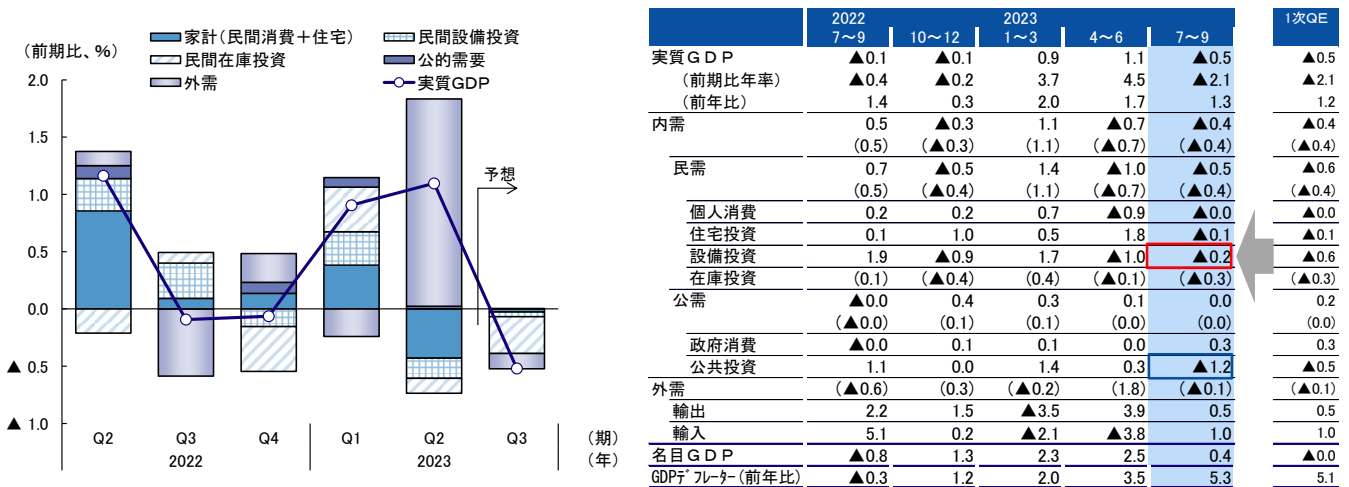 (前期比、%)
家計(民間消費+住宅) 民間設備投資
民間在庫投資 公的需要
外需 実質GDP
2.0
1.5
1.0
0.5
0.0
▲ 0.5
▲ 1.0
予想
Q2 Q3 Q4 Q1 Q2 Q3 (期)
2022 2023 (年)
2022 2023 1次QE
7~9 10~12 1~3 4~6 7~9
実質GDP ▲0.1 ▲0.1 0.9 1.1 ▲0.5 ▲0.5
(前期比年率) ▲0.4 ▲0.2 3.7 4.5 ▲2.1 ▲2.1
(前年比) 1.4 0.3 2.0 1.7 1.3 1.2
内需 0.5 ▲0.3 1.1 ▲0.7 ▲0.4 ▲0.4
(0.5) (▲0.3) (1.1) (▲0.7) (▲0.4) (▲0.4)
民需 0.7 ▲0.5 1.4 ▲1.0 ▲0.5 ▲0.6
(0.5) (▲0.4) (1.1) (▲0.7) (▲0.4) (▲0.4)
個人消費 0.2 0.2 0.7 ▲0.9 ▲0.0 ▲0.0
住宅投資 0.1 1.0 0.5 1.8 ▲0.1 ▲0.1
設備投資 1.9 ▲0.9 1.7 ▲1.0 ▲0.2 ▲0.6
在庫投資 (0.1) (▲0.4) (0.4) (▲0.1) (▲0.3) (▲0.3)
公需 ▲0.0 0.4 0.3 0.1 0.0 0.2
(▲0.0) (0.1) (0.1) (0.0) (0.0) (0.0)
政府消費 ▲0.0 0.1 0.1 0.0 0.3 0.3
公共投資 1.1 0.0 1.4 0.3 ▲1.2 ▲0.5
外需 (▲0.6) (0.3) (▲0.2) (1.8) (▲0.1) (▲0.1)
輸出 2.2 1.5 ▲3.5 3.9 0.5 0.5
輸入 5.1 0.2 ▲2.1 ▲3.8 1.0 1.0
名目GDP ▲0.8 1.3 2.3 2.5 0.4 ▲0.0
GDPデフレーター(前年比) ▲0.3 1.2 2.0 3.5 5.3 5.1